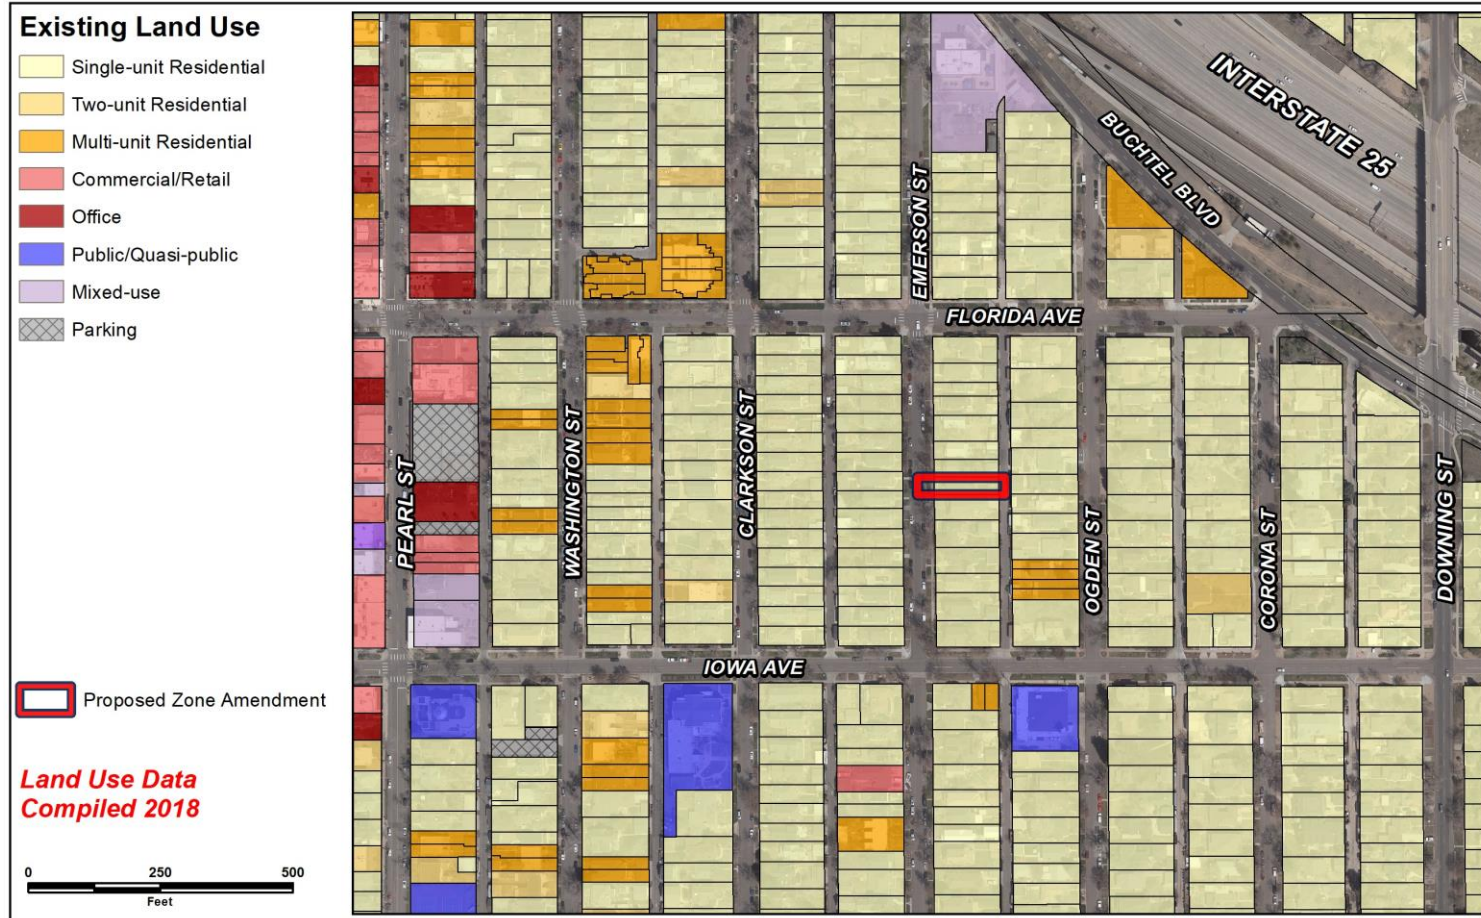 Existing Land Use
Single-unit Residential
Two-unit Residential
Multi-unit Residential
Commercial/Retail
Office
Public/Quasi-public
Mixed-use
Parking
Proposed Zone Amendment
Land Use Data
Compiled 2018
0 250 500
Feet
INTERSTATE 25
BUCHTEL BLVD
EMERSON ST
FLORIDA AVE
PEARL ST
WASHINGTON ST
CLARKSON ST
OGDEN ST
CORONA ST
DOWNING ST
IOWA AVE